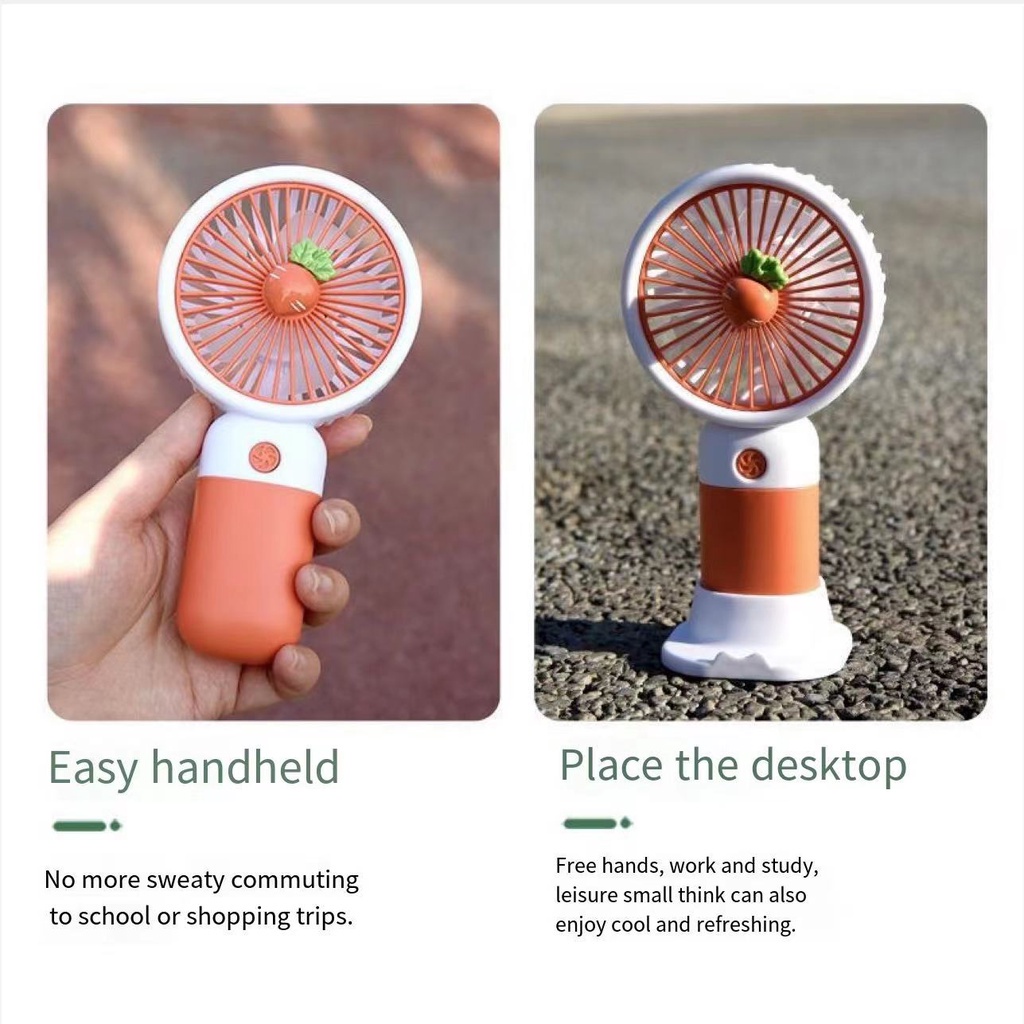 Easy handheld
No more sweaty commuting
to school or shopping trips.
Place the desktop
Free hands, work and study,
leisure small think can also
enjoy cool and refreshing.